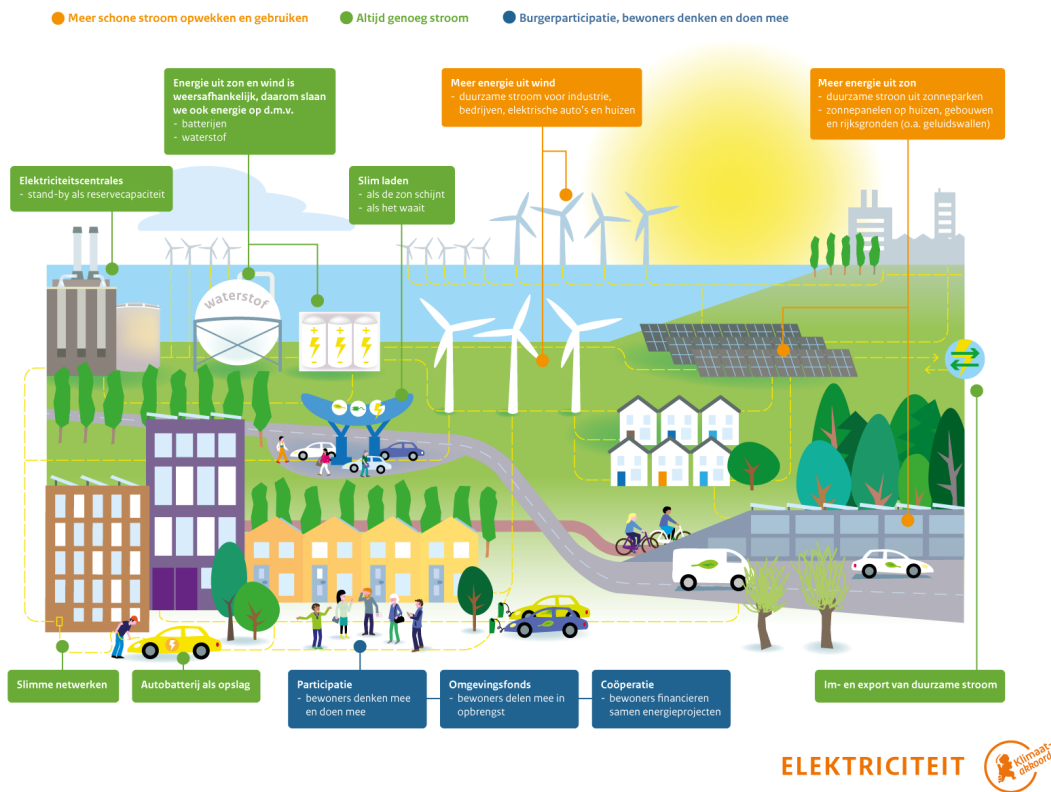 Meer schone stroom opwekken en gebruiken
Altijd genoeg stroom
Burgerparticipatie, bewoners denken en doen mee
Energie uit zon en wind is
weersafhankelijk, daarom slaan
we ook energie op d.m.v.
- batterijen
- waterstof
Meer energie uit wind
- duurzame stroom voor industrie,
bedrijven, elektrische auto's en huizen
Meer energie uit zon
- duurzame stroon uit zonneparken
- zonnepanelen op huizen, gebouwen
en rijksgronden (o.a. geluidswallen)
Elektriciteitscentrales
- stand-by als reservecapaciteit
Slim laden
- als de zon schijnt
- als het waait
waterstof
Slimme netwerken
Autobatterij als opslag
Participatie
- bewoners denken mee
en doen mee
Omgevingsfonds
- bewoners delen mee in
opbrengst
Coöperatie
- bewoners financieren
samen energieprojecten
Im- en export van duurzame stroom
ELEKTRICITEIT
Klimaat-
akkoord